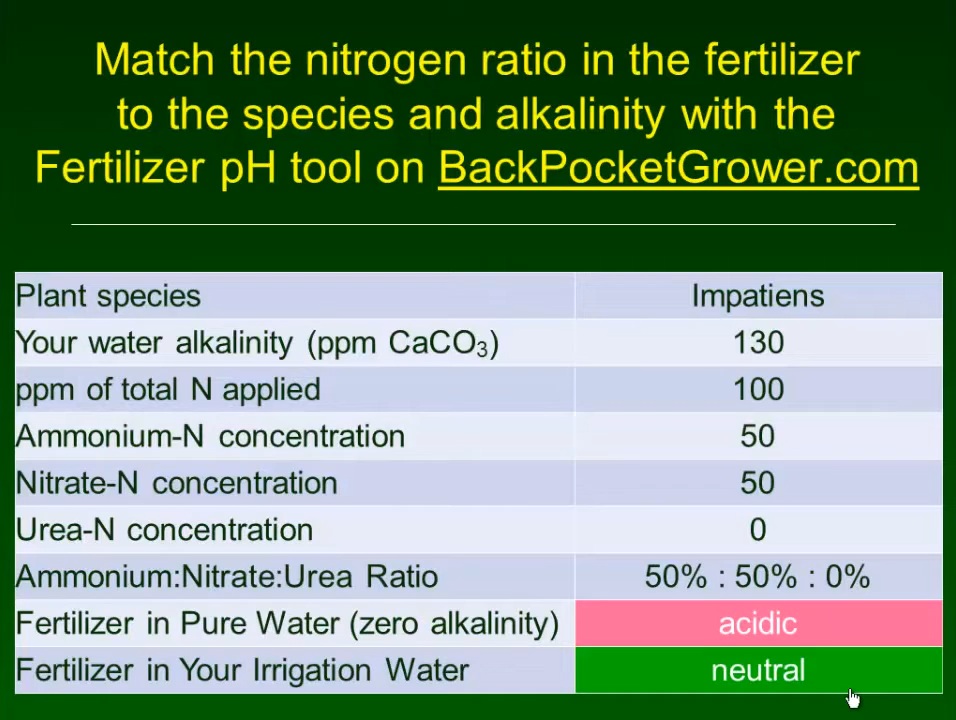 Match the nitrogen ratio in the fertilizer
to the species and alkalinity with the
Fertilizer pH tool on BackPocketGrower.com
Plant species Impatiens
Your water alkalinity (ppm CaCO₃) 130
ppm of total N applied 100
Ammonium-N concentration 50
Nitrate-N concentration 50
Urea-N concentration 0
Ammonium:Nitrate:Urea Ratio 50% : 50% : 0%
Fertilizer in Pure Water (zero alkalinity) acidic
Fertilizer in Your Irrigation Water neutral